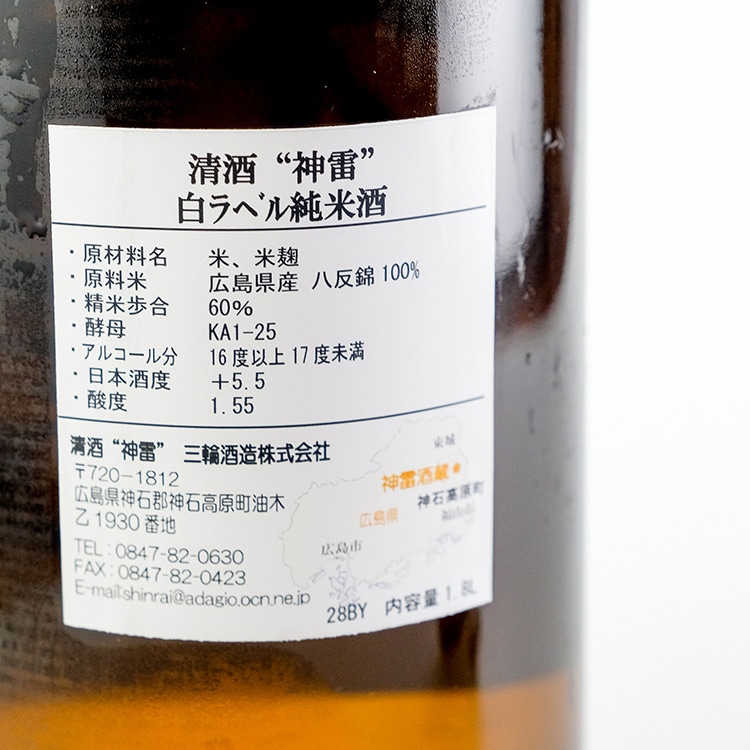 清酒 “神雷”
白ラベル純米酒
・原材料名 米、米麹
・原料米 広島県産 八反錦 100%
・精米歩合 60%
・酵母 KA1-25
・アルコール分 16度以上17度未満
・日本酒度 +5.5
・酸度 1.55
清酒 “神雷” 三輪酒造株式会社
〒720-1812
広島県神石郡神石高原町油木
乙1930番地
TEL:0847-82-0630
FAX:0847-82-0423
E-mail:shinrai@adagio.ocn.ne.jp
東城
神雷酒蔵
神石高原町
広島県
福山市
広島市
28BY 内容量 1.8L